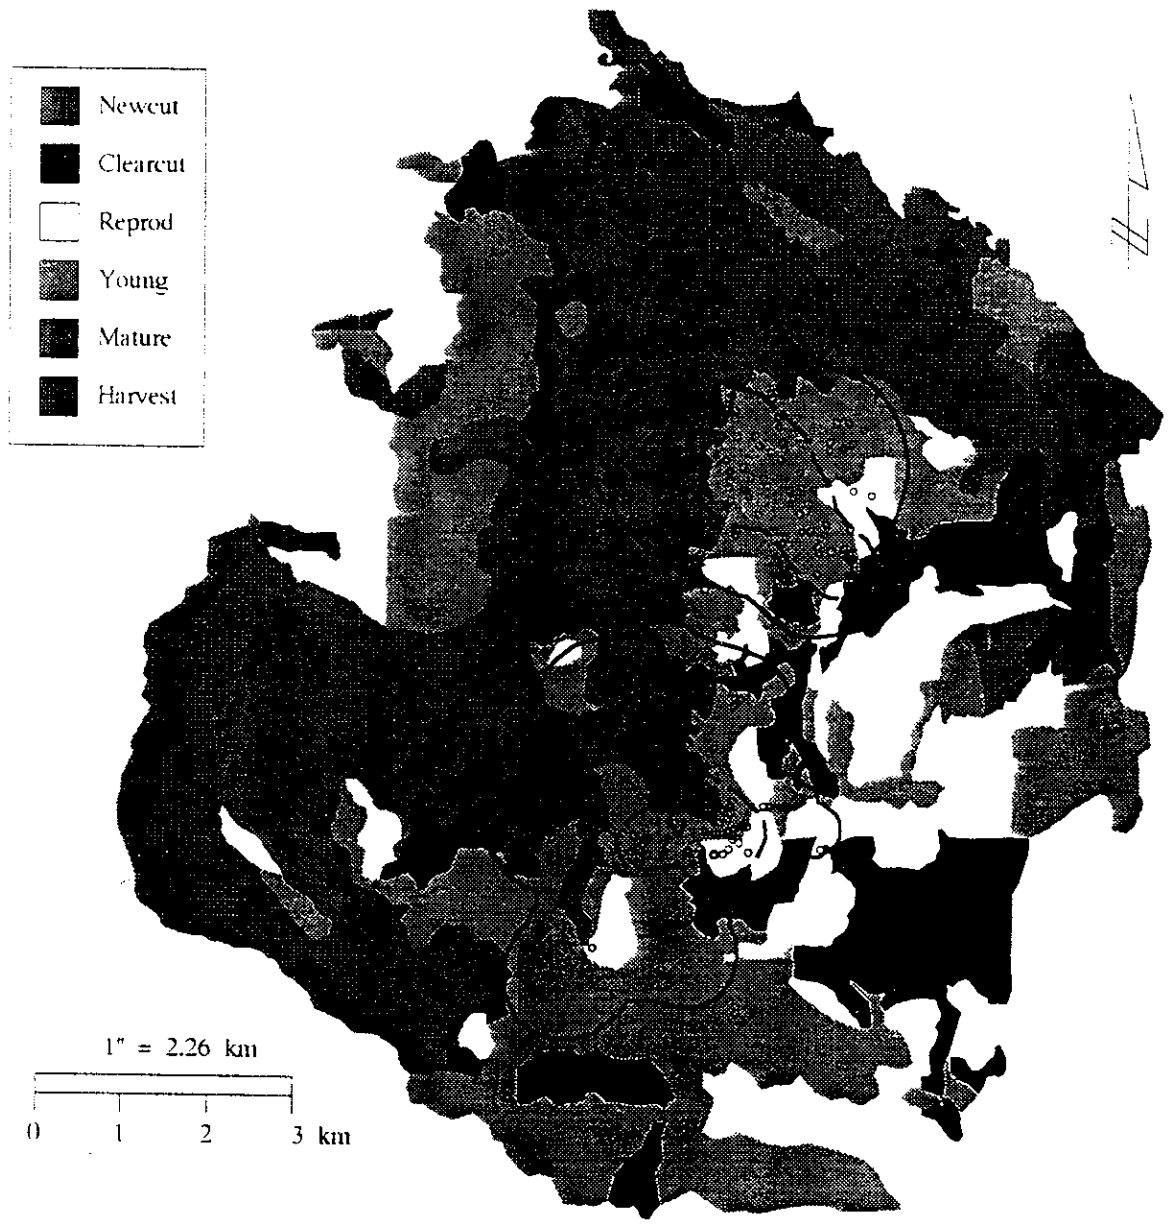 Newcut
Clearcut
Reprod
Young
Mature
Harvest
1" = 2.26 km
0 1 2 3 km